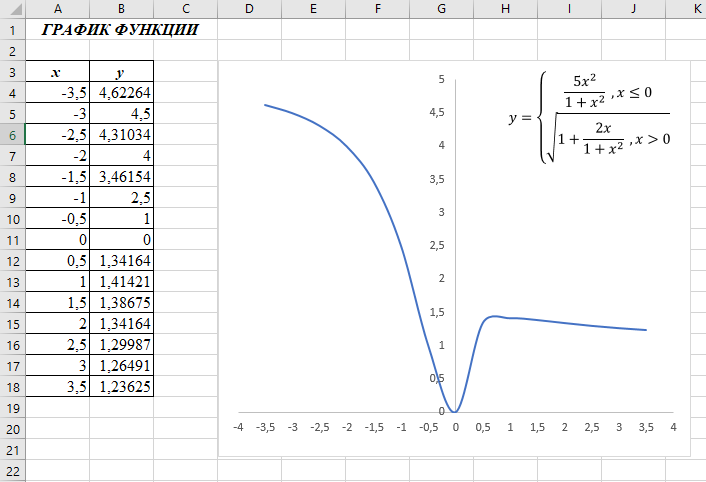 A B C D E F G H I J K
1 ГРАФИК ФУНКЦИИ
2
3 x y
4 -3,5 4,62264
5 -3 4,5
6 -2,5 4,31034
7 -2 4
8 -1,5 3,46154
9 -1 2,5
10 -0,5 1
11 0 0
12 0,5 1,34164
13 1 1,41421
14 1,5 1,38675
15 2 1,34164
16 2,5 1,29987
17 3 1,26491
18 3,5 1,23625
19
20
21
22
5
4,5
4
3,5
3
2,5
2
1,5
1
0,5
0
-4 -3,5 -3 -2,5 -2 -1,5 -1 -0,5 0 0,5 1 1,5 2 2,5 3 3,5 4
y = {
5x²/(1 + x²) , x ≤ 0
√(1 + 2x/(1 + x²)) , x > 0